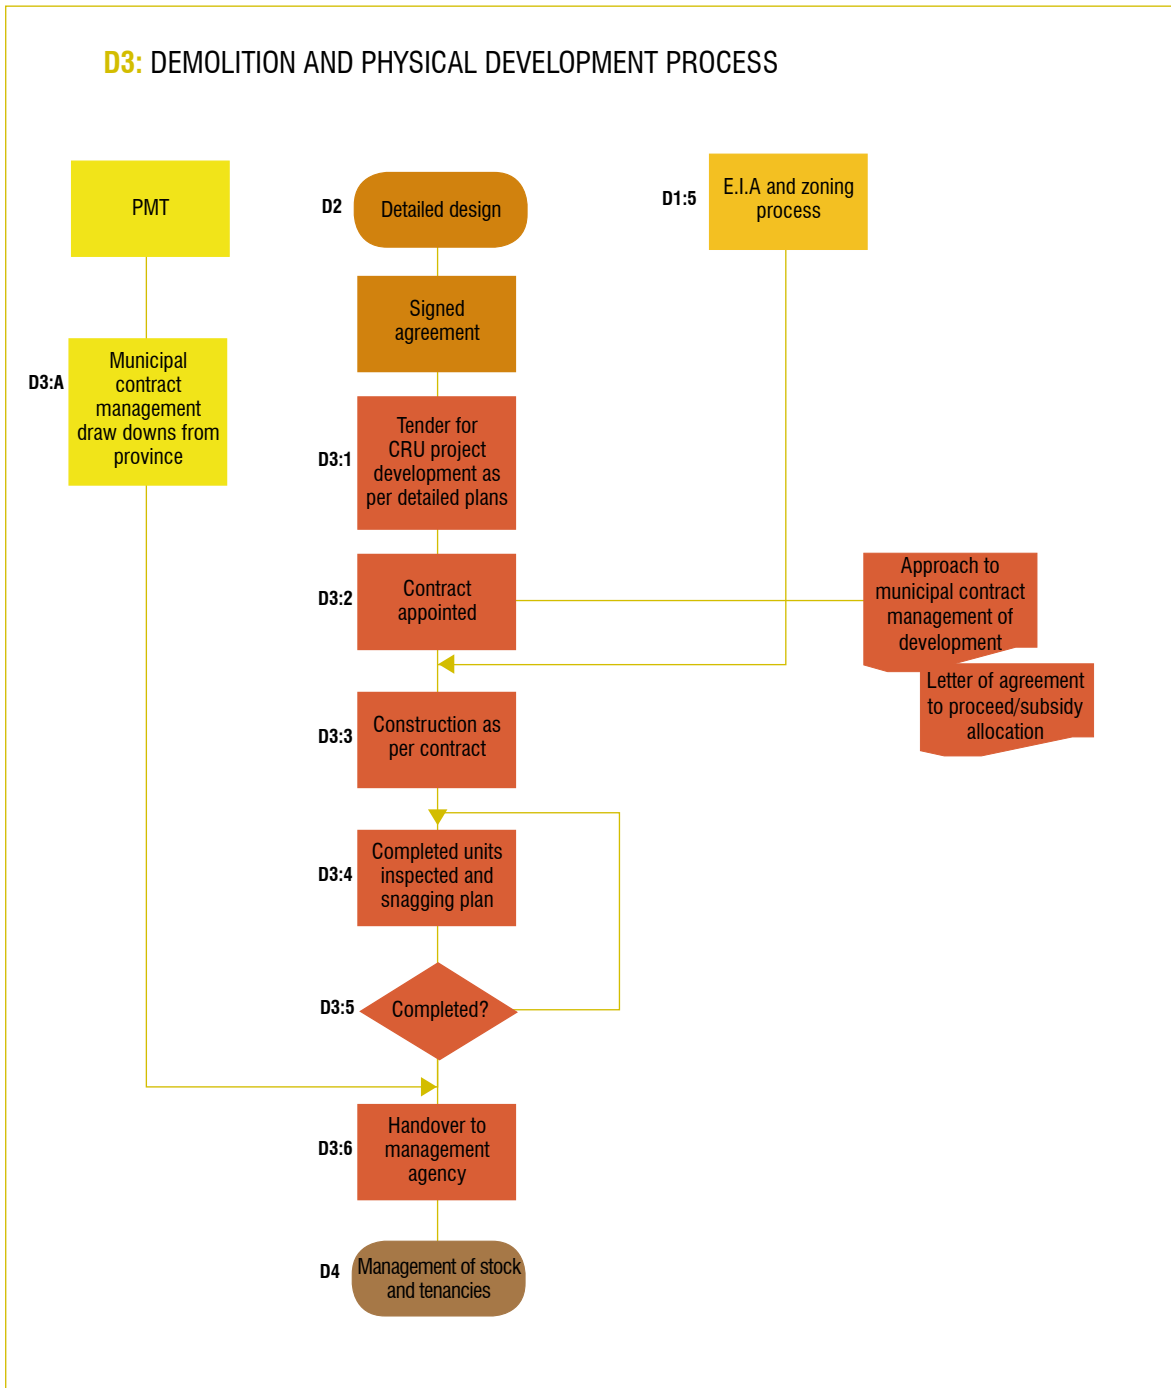 D3: DEMOLITION AND PHYSICAL DEVELOPMENT PROCESS
PMT
D2
Detailed design
D1:5
E.I.A and zoning
process
Signed
agreement
D3:A
Municipal
contract
management
draw downs from
province
D3:1
Tender for
CRU project
development as
per detailed plans
D3:2
Contract
appointed
Approach to
municipal contract
management of
development
Letter of agreement
to proceed/subsidy
allocation
D3:3
Construction as
per contract
D3:4
Completed units
inspected and
snagging plan
D3:5
Completed?
D3:6
Handover to
management
agency
D4
Management of stock
and tenancies